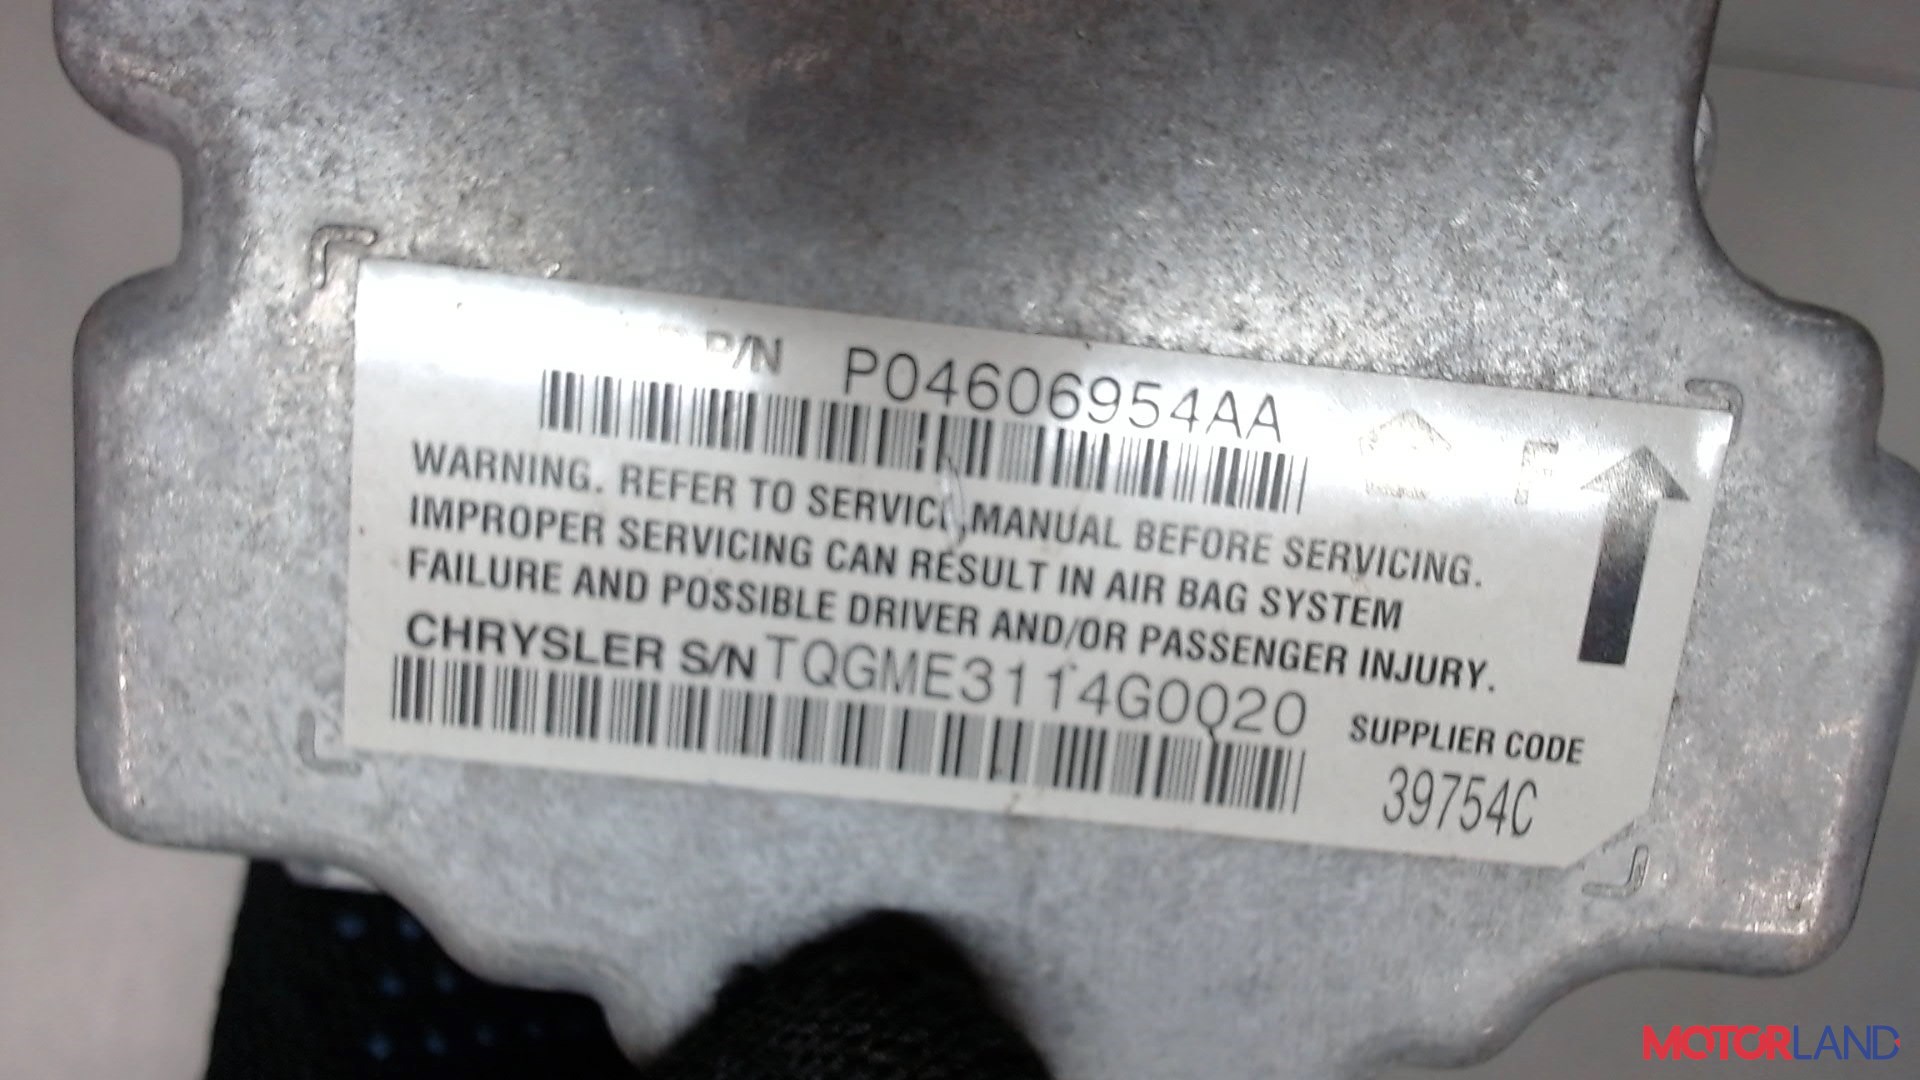 P/N P04606954AA
F
WARNING. REFER TO SERVICE MANUAL BEFORE SERVICING.
IMPROPER SERVICING CAN RESULT IN AIR BAG SYSTEM
FAILURE AND POSSIBLE DRIVER AND/OR PASSENGER INJURY.
CHRYSLER S/N TQGME3114G0020
SUPPLIER CODE
39754C
MOTORLAND